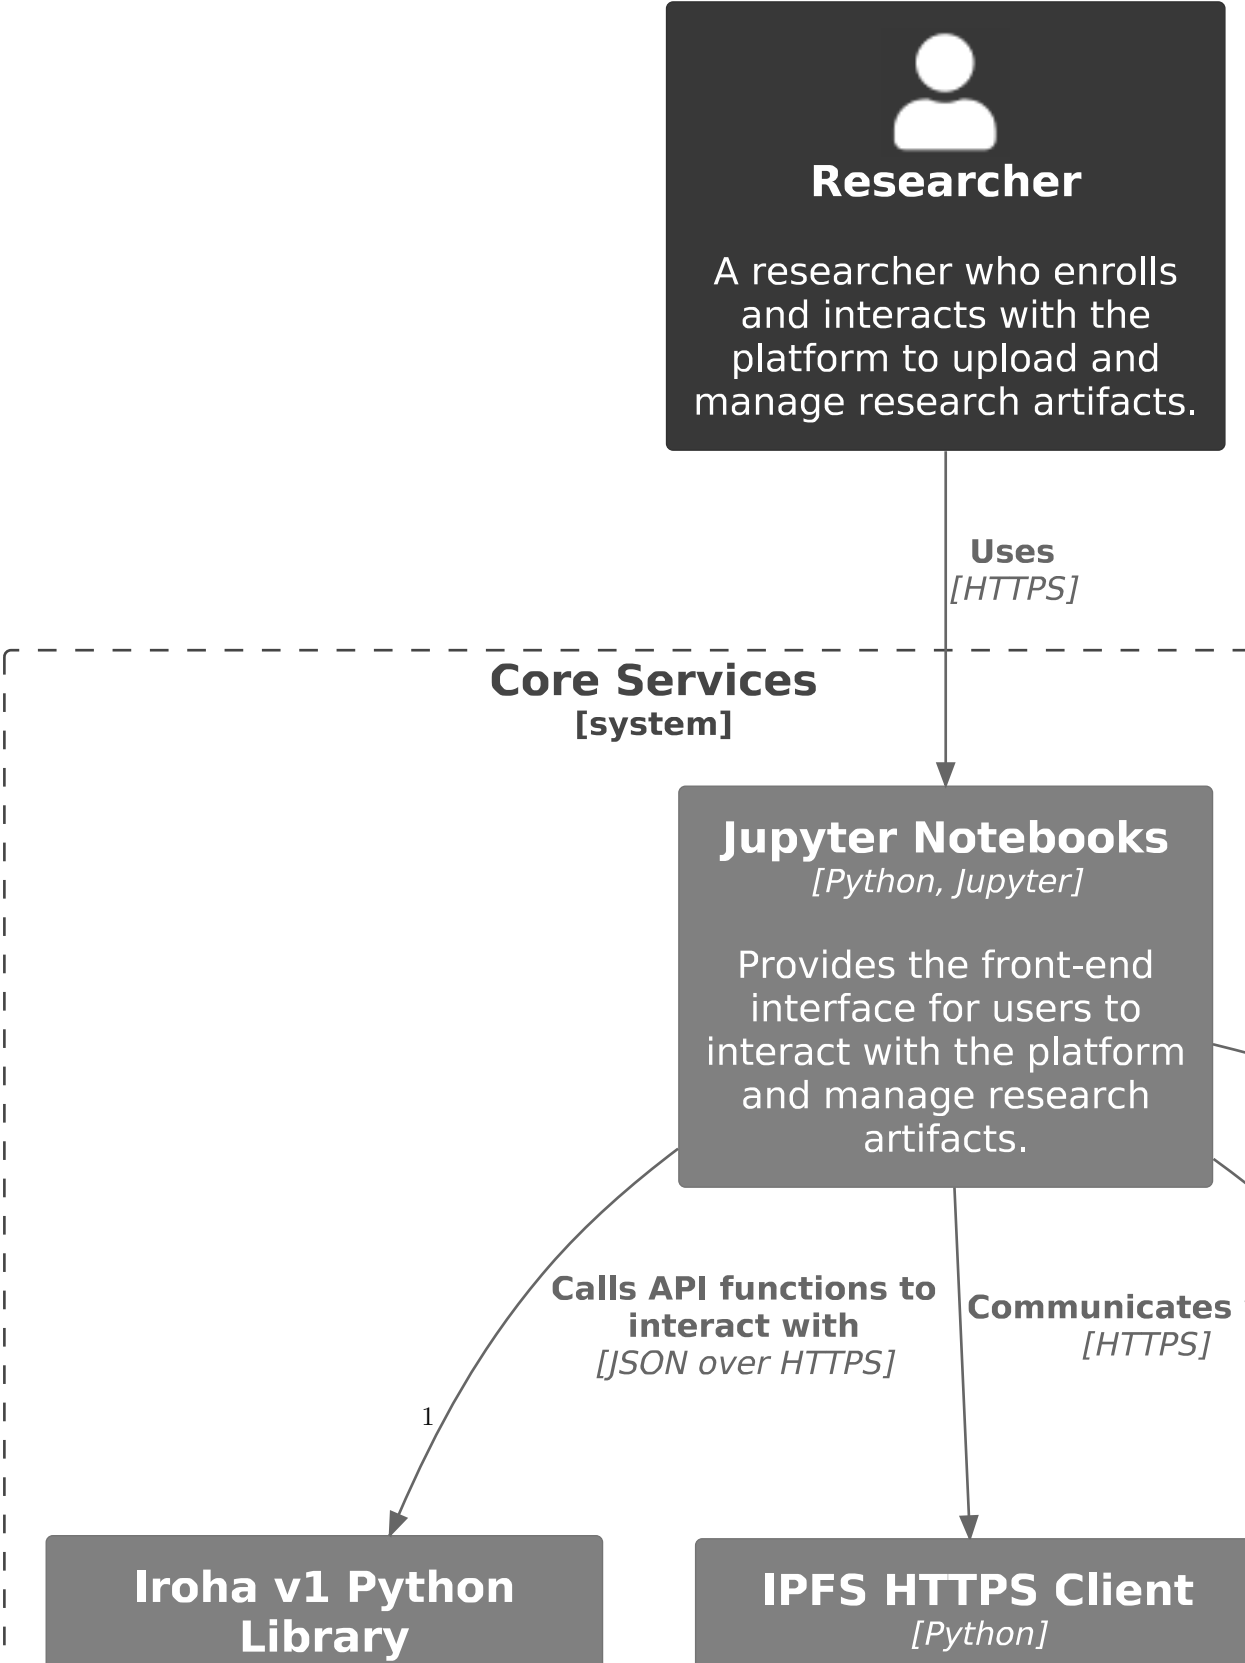 Researcher
A researcher who enrolls
and interacts with the
platform to upload and
manage research artifacts.
Uses
[HTTPS]
Core Services
[system]
Jupyter Notebooks
[Python, Jupyter]
Provides the front-end
interface for users to
interact with the platform
and manage research
artifacts.
Calls API functions to
interact with
[JSON over HTTPS]
Communicates
[HTTPS]
1
Iroha v1 Python
Library
IPFS HTTPS Client
[Python]